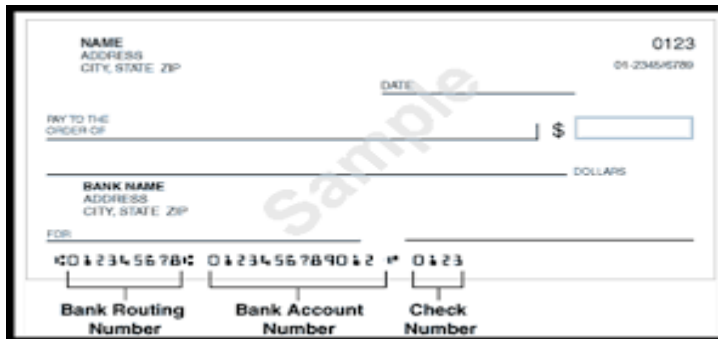 NAME
0123
ADDRESS
01-2345/6789
CITY, STATE ZIP
DATE
PAY TO THE
ORDER OF
$
DOLLARS
BANK NAME
ADDRESS
CITY, STATE ZIP
FOR
Sample
⑆012345678⑆ 0123456789012 ⑈ 0123
Bank Routing Number
Bank Account Number
Check Number